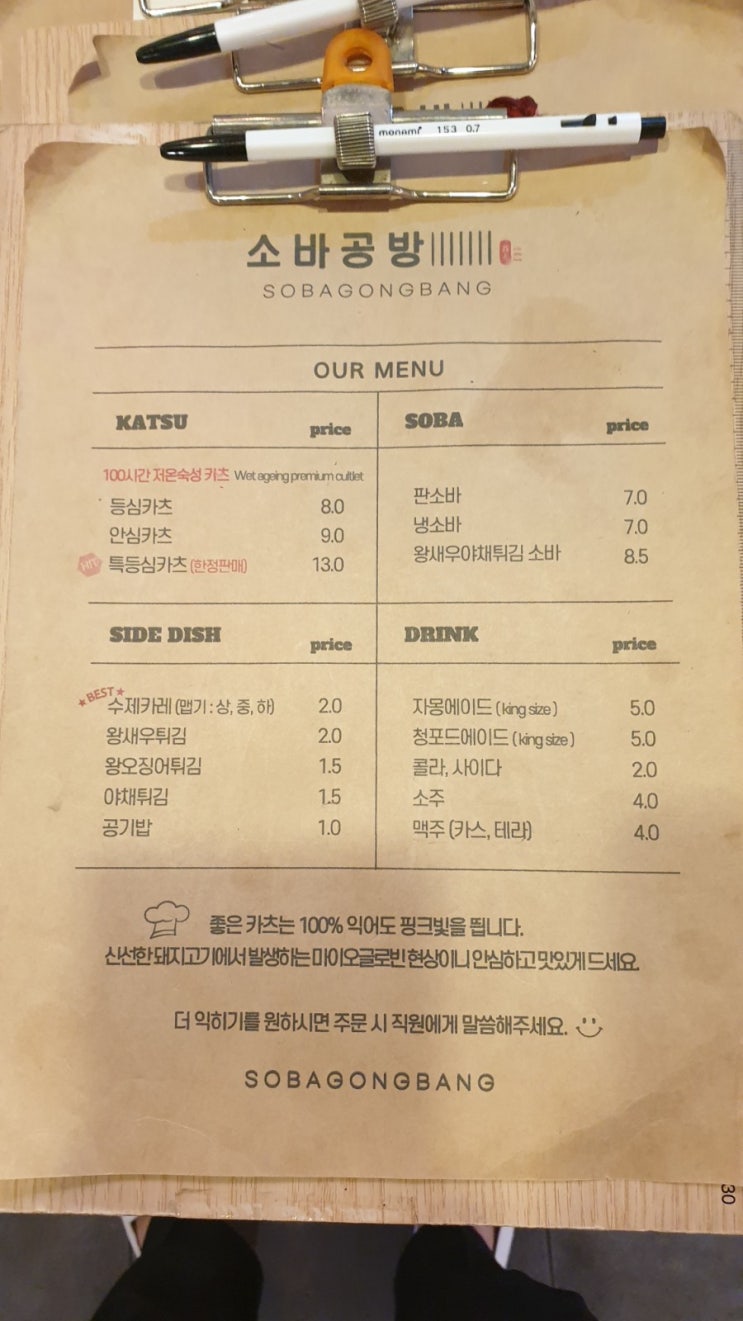 monami 153 0.7
소바공방
SOBAGONGBANG
OUR MENU
KATSU price
100시간 저온숙성 카츠 Wet ageing premium cultlet
등심카츠 8.0
안심카츠 9.0
HIT 특등심카츠 (한정판매) 13.0
SOBA price
판소바 7.0
냉소바 7.0
왕새우야채튀김 소바 8.5
SIDE DISH price
★BEST★
수제카레 (맵기 : 상, 중, 하) 2.0
왕새우튀김 2.0
왕오징어튀김 1.5
야채튀김 1.5
공기밥 1.0
DRINK price
자몽에이드 ( king size ) 5.0
청포드에이드 ( king size ) 5.0
콜라, 사이다 2.0
소주 4.0
맥주 (카스, 테라) 4.0
좋은 카츠는 100% 익어도 핑크빛을 띕니다.
신선한 돼지고기에서 발생하는 마이오글로빈 현상이니 안심하고 맛있게 드세요.
더 익히기를 원하시면 주문 시 직원에게 말씀해주세요.
SOBAGONGBANG
30